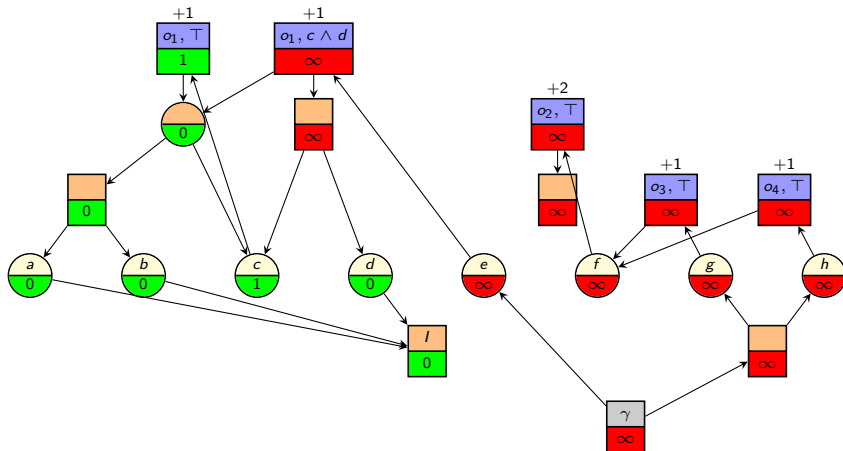 +1 +1
o₁, ⊤ o₁, c ∧ d
1 ∞
+2
o₂, ⊤
0 ∞ ∞
+1 +1
o₃, ⊤ o₄, ⊤
0 ∞ ∞ ∞
a b c d e f g h
0 0 1 0 ∞ ∞ ∞ ∞
I
0 ∞
γ
∞